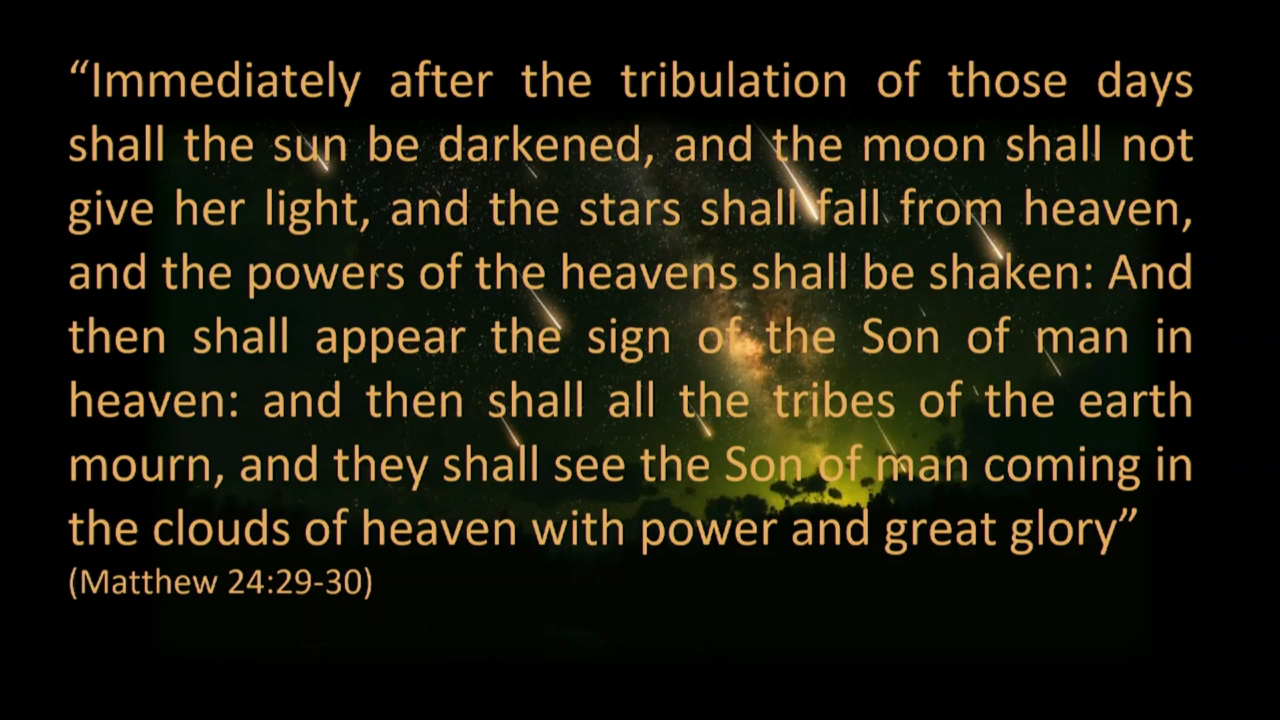 “Immediately after the tribulation of those days
shall the sun be darkened, and the moon shall not
give her light, and the stars shall fall from heaven,
and the powers of the heavens shall be shaken: And
then shall appear the sign of the Son of man in
heaven: and then shall all the tribes of the earth
mourn, and they shall see the Son of man coming in
the clouds of heaven with power and great glory”
(Matthew 24:29-30)